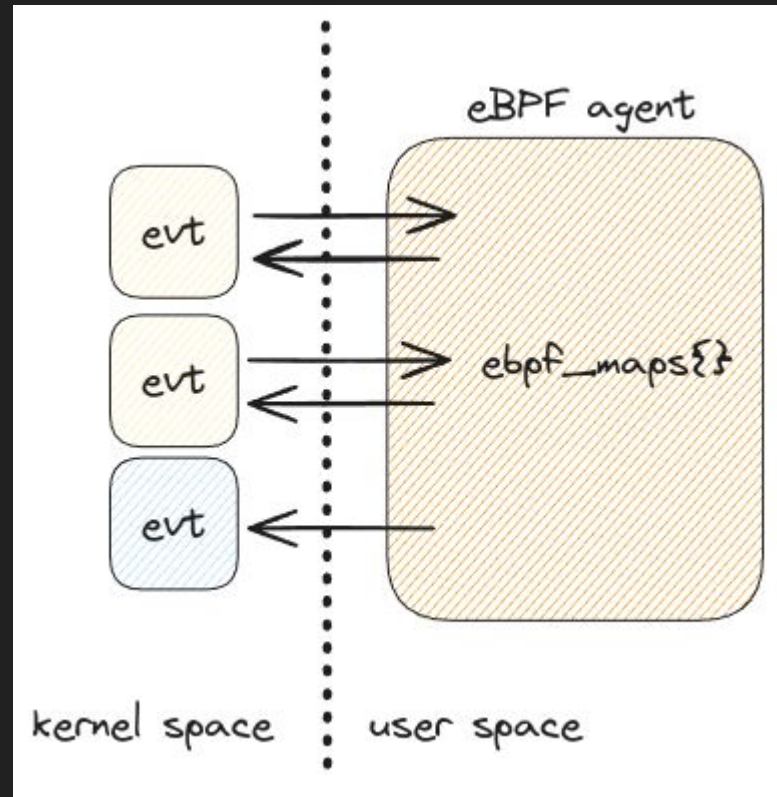 eBPF agent
evt
evt
ebpf_maps{}
evt
kernel space
user space